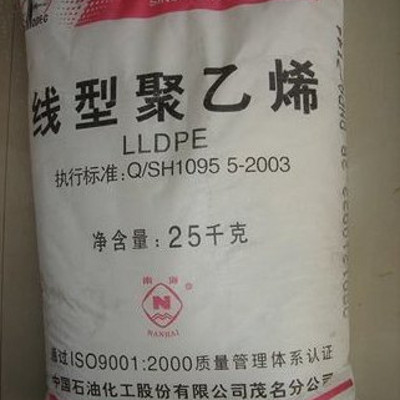 线型聚乙烯
LLDPE
执行标准:Q/SH1095 5-2003
净含量:25千克
南海
N
NANHAI
通过ISO9001:2000质量管理体系认证
中国石油化工股份有限公司茂名分公司